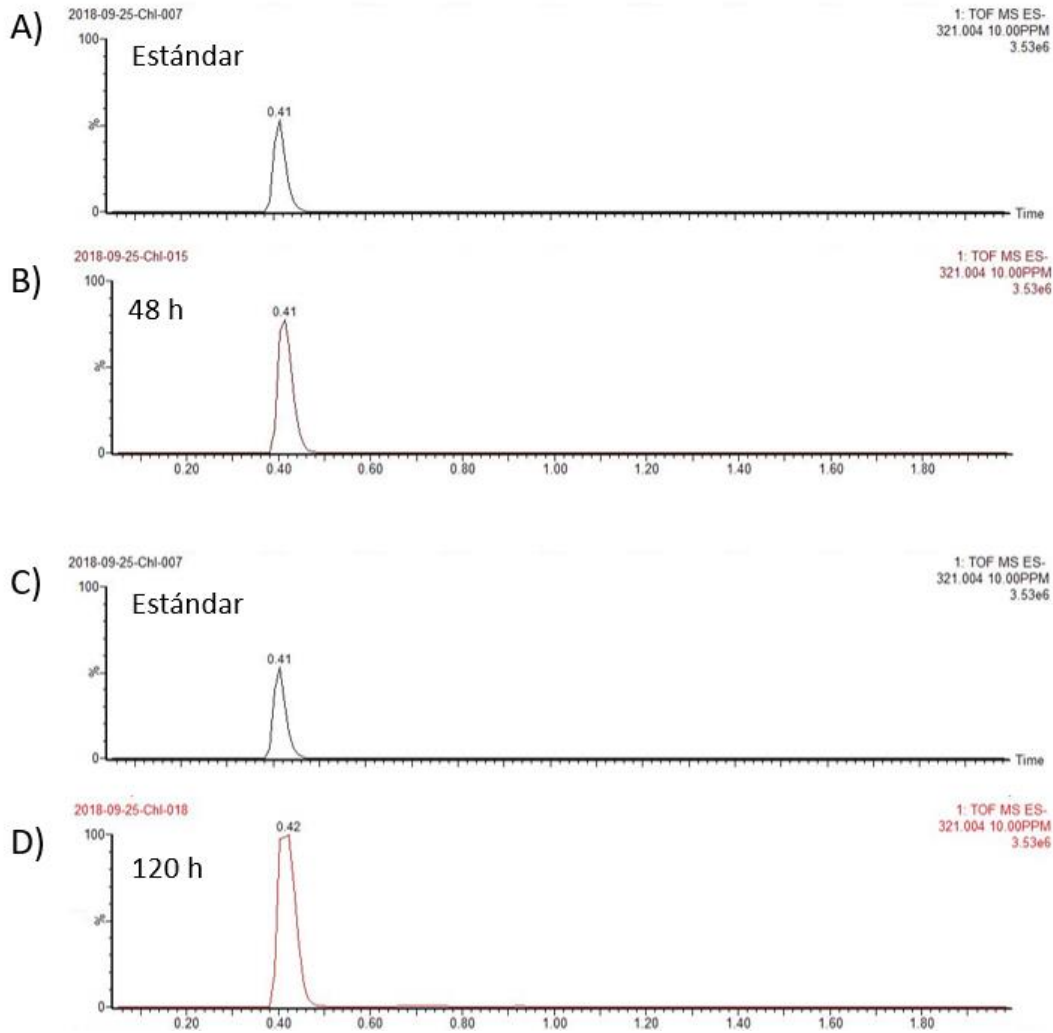 A)
2018-09-25-Chl-007
1: TOF MS ES-
321.004 10.00PPM
3.53e6
100
Estándar
0.41
%
0
Time
B)
2018-09-25-Chl-015
1: TOF MS ES-
321.004 10.00PPM
3.53e6
100
48 h
0.41
%
0
0.20 0.40 0.60 0.80 1.00 1.20 1.40 1.60 1.80
C)
2018-09-25-Chl-007
1: TOF MS ES-
321.004 10.00PPM
3.53e6
100
Estándar
0.41
%
0
Time
D)
2018-09-25-Chl-018
1: TOF MS ES-
321.004 10.00PPM
3.53e6
100
0.42
120 h
%
0
0.20 0.40 0.60 0.80 1.00 1.20 1.40 1.60 1.80